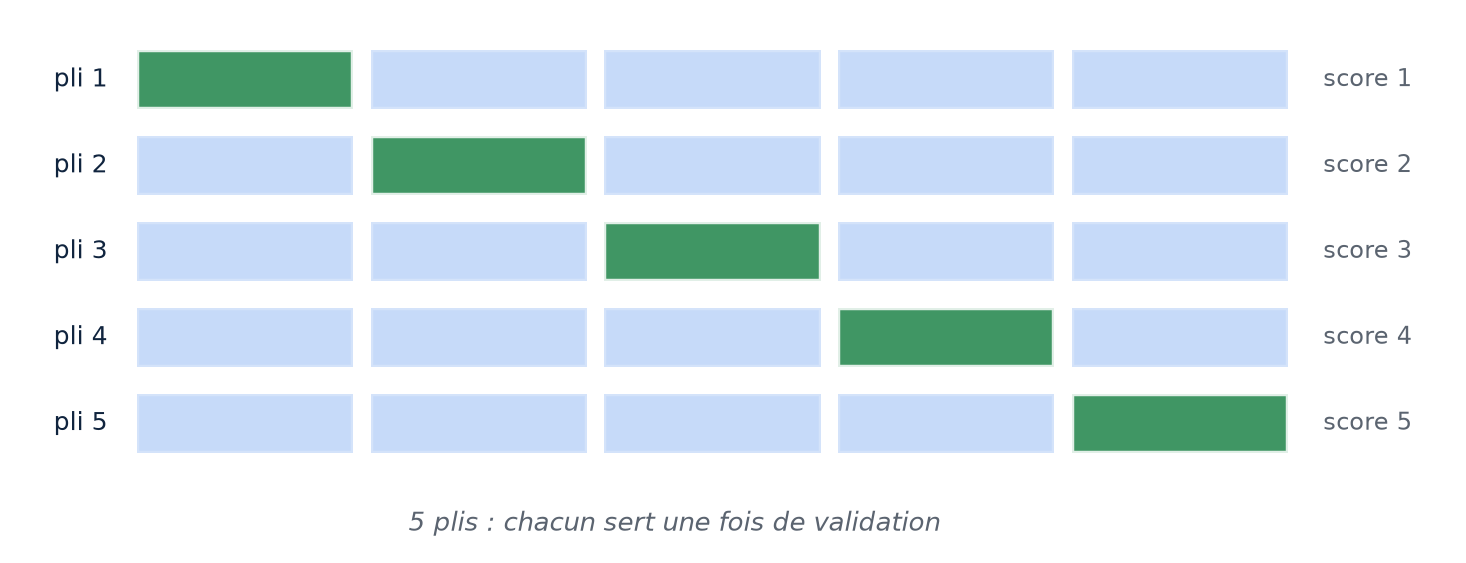 pli 1 score 1
pli 2 score 2
pli 3 score 3
pli 4 score 4
pli 5 score 5
5 plis : chacun sert une fois de validation